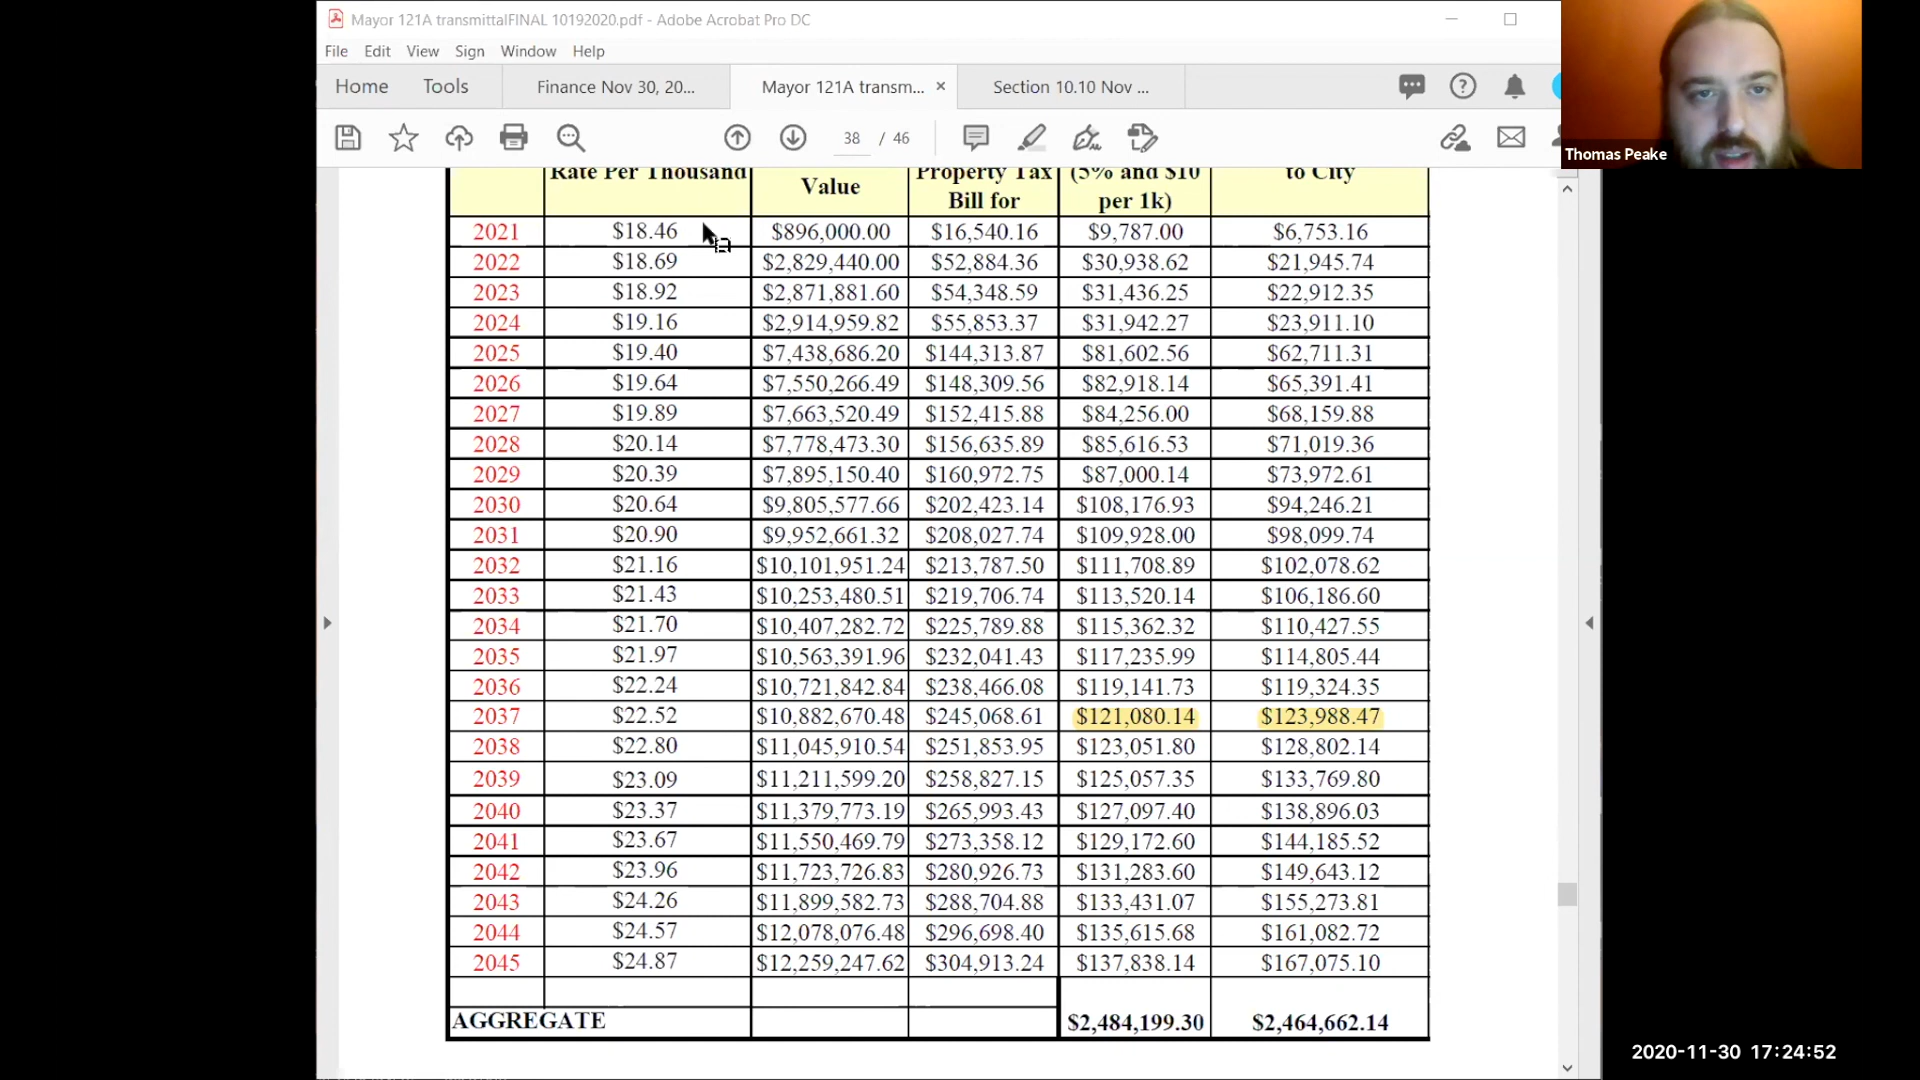 Mayor 121A transmittalFINAL 10192020.pdf - Adobe Acrobat Pro DC
File Edit View Sign Window Help
Home Tools Finance Nov 30, 20... Mayor 121A transm... × Section 10.10 Nov ...
38 / 46
Thomas Peake
Rate Per Thousand Value Property Tax Bill for (5% and $10 per 1k) to City
2021 $18.46 $896,000.00 $16,540.16 $9,787.00 $6,753.16
2022 $18.69 $2,829,440.00 $52,884.36 $30,938.62 $21,945.74
2023 $18.92 $2,871,881.60 $54,348.59 $31,436.25 $22,912.35
2024 $19.16 $2,914,959.82 $55,853.37 $31,942.27 $23,911.10
2025 $19.40 $7,438,686.20 $144,313.87 $81,602.56 $62,711.31
2026 $19.64 $7,550,266.49 $148,309.56 $82,918.14 $65,391.41
2027 $19.89 $7,663,520.49 $152,415.88 $84,256.00 $68,159.88
2028 $20.14 $7,778,473.30 $156,635.89 $85,616.53 $71,019.36
2029 $20.39 $7,895,150.40 $160,972.75 $87,000.14 $73,972.61
2030 $20.64 $9,805,577.66 $202,423.14 $108,176.93 $94,246.21
2031 $20.90 $9,952,661.32 $208,027.74 $109,928.00 $98,099.74
2032 $21.16 $10,101,951.24 $213,787.50 $111,708.89 $102,078.62
2033 $21.43 $10,253,480.51 $219,706.74 $113,520.14 $106,186.60
2034 $21.70 $10,407,282.72 $225,789.88 $115,362.32 $110,427.55
2035 $21.97 $10,563,391.96 $232,041.43 $117,235.99 $114,805.44
2036 $22.24 $10,721,842.84 $238,466.08 $119,141.73 $119,324.35
2037 $22.52 $10,882,670.48 $245,068.61 $121,080.14 $123,988.47
2038 $22.80 $11,045,910.54 $251,853.95 $123,051.80 $128,802.14
2039 $23.09 $11,211,599.20 $258,827.15 $125,057.35 $133,769.80
2040 $23.37 $11,379,773.19 $265,993.43 $127,097.40 $138,896.03
2041 $23.67 $11,550,469.79 $273,358.12 $129,172.60 $144,185.52
2042 $23.96 $11,723,726.83 $280,926.73 $131,283.60 $149,643.12
2043 $24.26 $11,899,582.73 $288,704.88 $133,431.07 $155,273.81
2044 $24.57 $12,078,076.48 $296,698.40 $135,615.68 $161,082.72
2045 $24.87 $12,259,247.62 $304,913.24 $137,838.14 $167,075.10
AGGREGATE $2,484,199.30 $2,464,662.14
2020-11-30 17:24:52